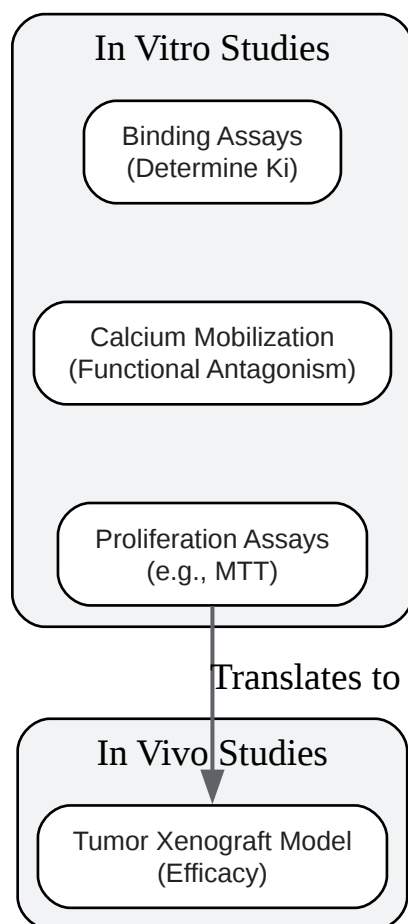 In Vitro Studies
Binding Assays
(Determine Ki)
Calcium Mobilization
(Functional Antagonism)
Proliferation Assays
(e.g., MTT)
Translates to
In Vivo Studies
Tumor Xenograft Model
(Efficacy)